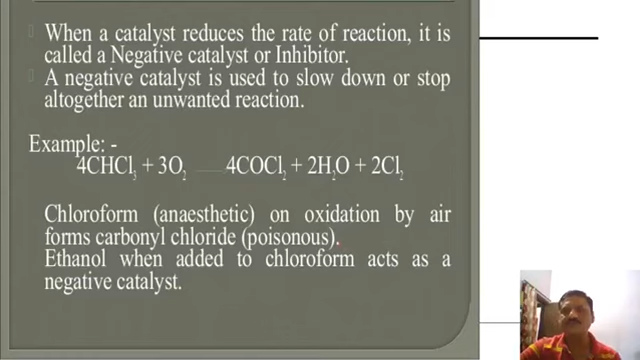 When a catalyst reduces the rate of reaction, it is
called a Negative catalyst or Inhibitor.
A negative catalyst is used to slow down or stop
altogether an unwanted reaction.
Example: -
4CHCl3 + 3O2 4COCl2 + 2H2O + 2Cl2
Chloroform (anaesthetic) on oxidation by air
forms carbonyl chloride (poisonous).
Ethanol when added to chloroform acts as a
negative catalyst.